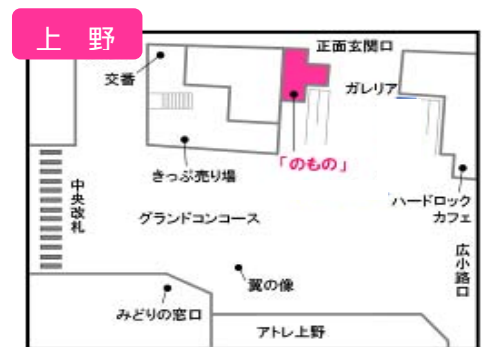 上野
正面玄関口
交番
ガレリア
きっぷ売り場
「のもの」
中央改札
グランドコンコース
ハードロック
カフェ
広小路口
翼の像
みどりの窓口
アトレ上野